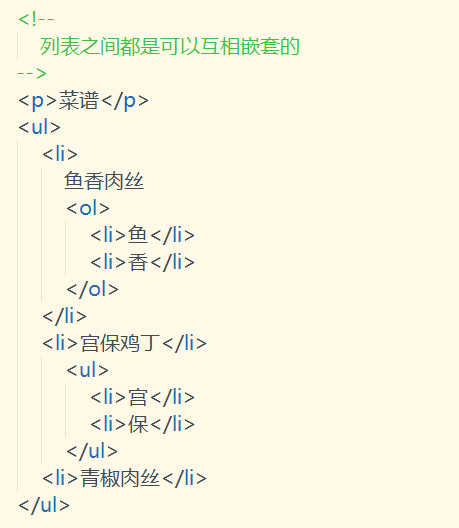 <!--
列表之间都是可以互相嵌套的
-->
<p>菜谱</p>
<ul>
<li>
鱼香肉丝
<ol>
<li>鱼</li>
<li>香</li>
</ol>
</li>
<li>宫保鸡丁</li>
<ul>
<li>宫</li>
<li>保</li>
</ul>
<li>青椒肉丝</li>
</ul>